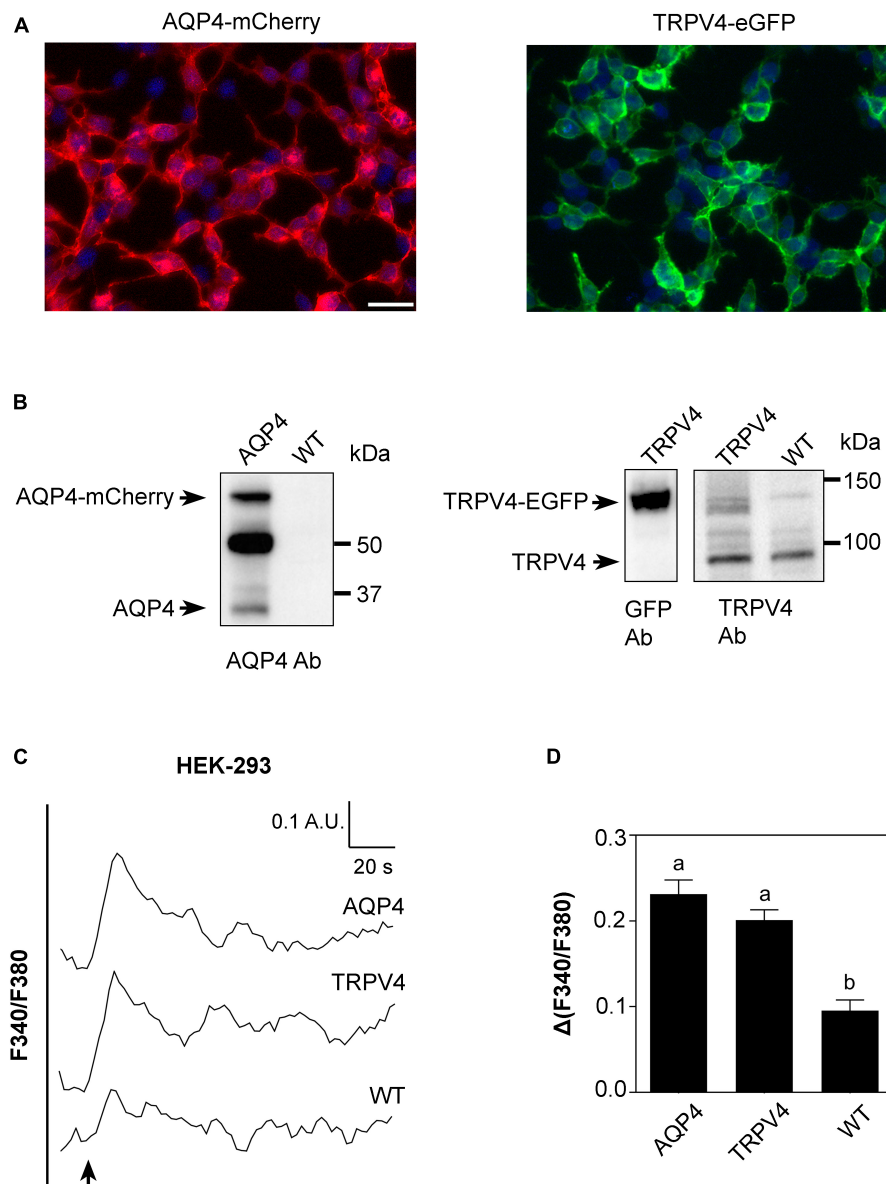 A
AQP4-mCherry
TRPV4-eGFP
B
AQP4
WT
kDa
AQP4-mCherry
50
37
AQP4
AQP4 Ab
TRPV4
TRPV4
WT
kDa
150
TRPV4-EGFP
100
TRPV4
GFP
Ab
TRPV4
Ab
C
HEK-293
0.1 A.U.
20 s
AQP4
TRPV4
WT
F340/F380
D
0.3
0.2
0.1
0.0
Δ(F340/F380)
a
a
b
AQP4
TRPV4
WT